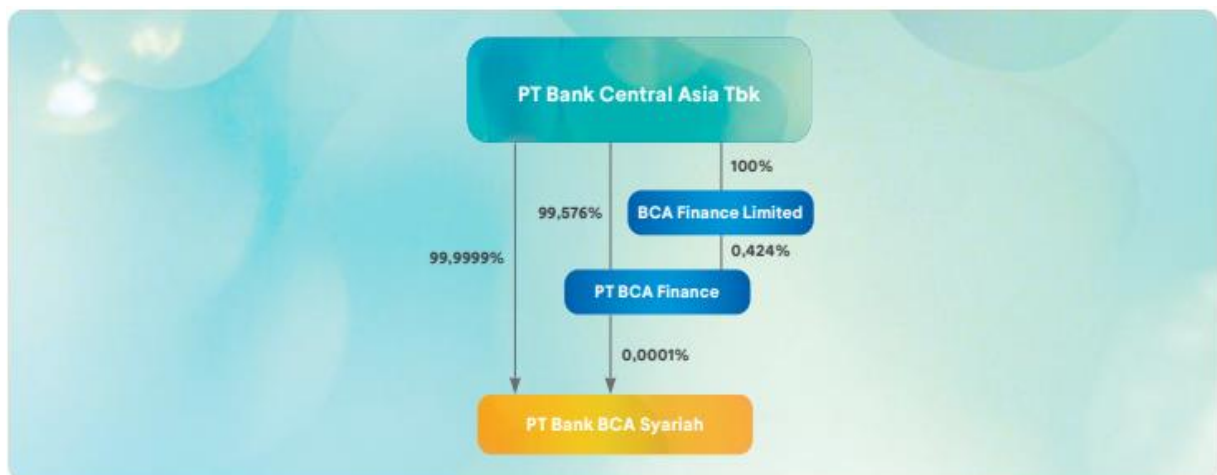 PT Bank Central Asia Tbk
100%
99,576%
BCA Finance Limited
99,9999%
0,424%
PT BCA Finance
0,0001%
PT Bank BCA Syariah